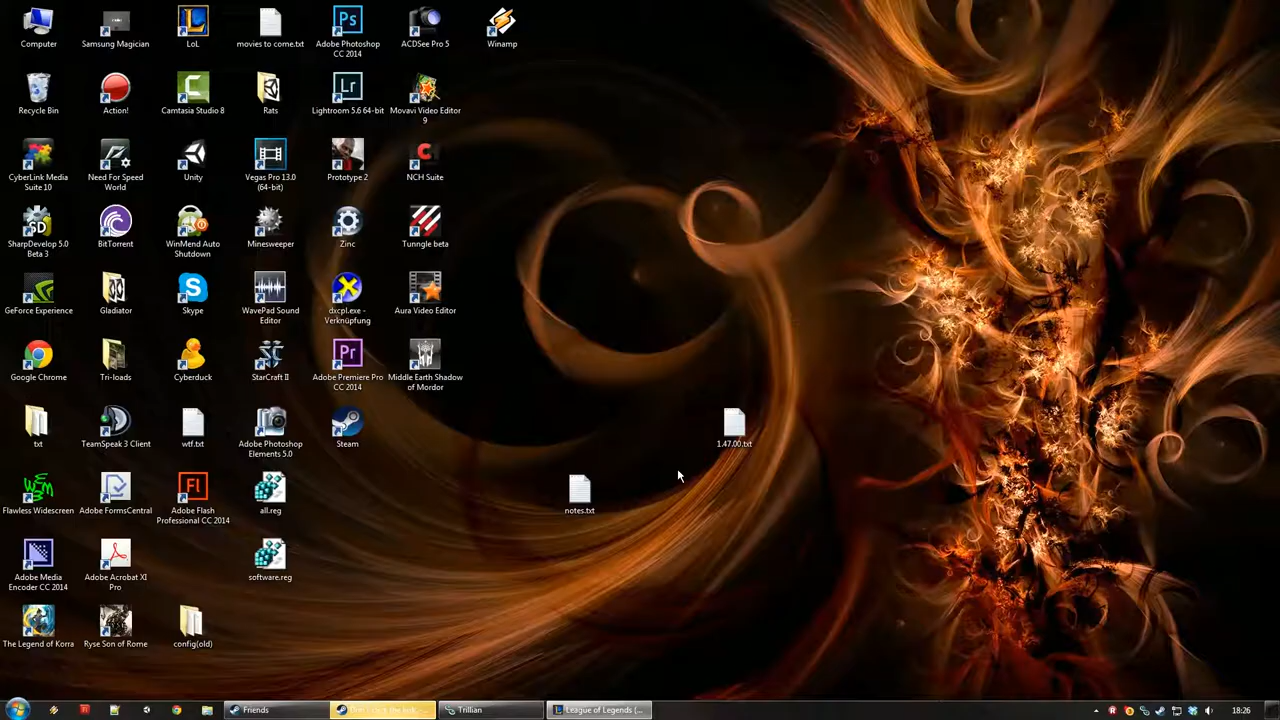 Computer
Samsung Magician
LoL
movies to come.txt
Adobe Photoshop
CC 2014
ACDSee Pro 5
Winamp
Recycle Bin
Action!
Camtasia Studio 8
Rats
Lightroom 5.6 64-bit
Movavi Video Editor
9
CyberLink Media
Suite 10
Need For Speed
World
Unity
Vegas Pro 13.0
(64-bit)
Prototype 2
NCH Suite
SharpDevelop 5.0
Beta 3
BitTorrent
WinMend Auto
Shutdown
Minesweeper
Zinc
Tunngle beta
GeForce Experience
Gladiator
Skype
WavePad Sound
Editor
dxcpl.exe -
Verknüpfung
Aura Video Editor
Google Chrome
Tri-loads
Cyberduck
StarCraft II
Adobe Premiere Pro
CC 2014
Middle Earth Shadow
of Mordor
txt
TeamSpeak 3 Client
wtf.txt
Adobe Photoshop
Elements 5.0
Steam
1.47.00.txt
Flawless Widescreen
Adobe FormsCentral
Adobe Flash
Professional CC 2014
all.reg
notes.txt
Adobe Media
Encoder CC 2014
Adobe Acrobat XI
Pro
software.reg
The Legend of Korra
Ryse Son of Rome
config(old)
Friends
Trillian
League of Legends (...
18:26